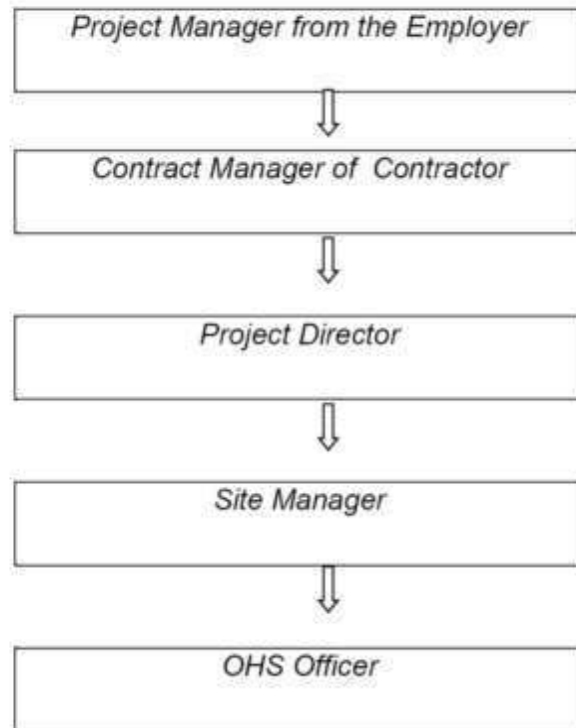 Project Manager from the Employer
Contract Manager of Contractor
Project Director
Site Manager
OHS Officer